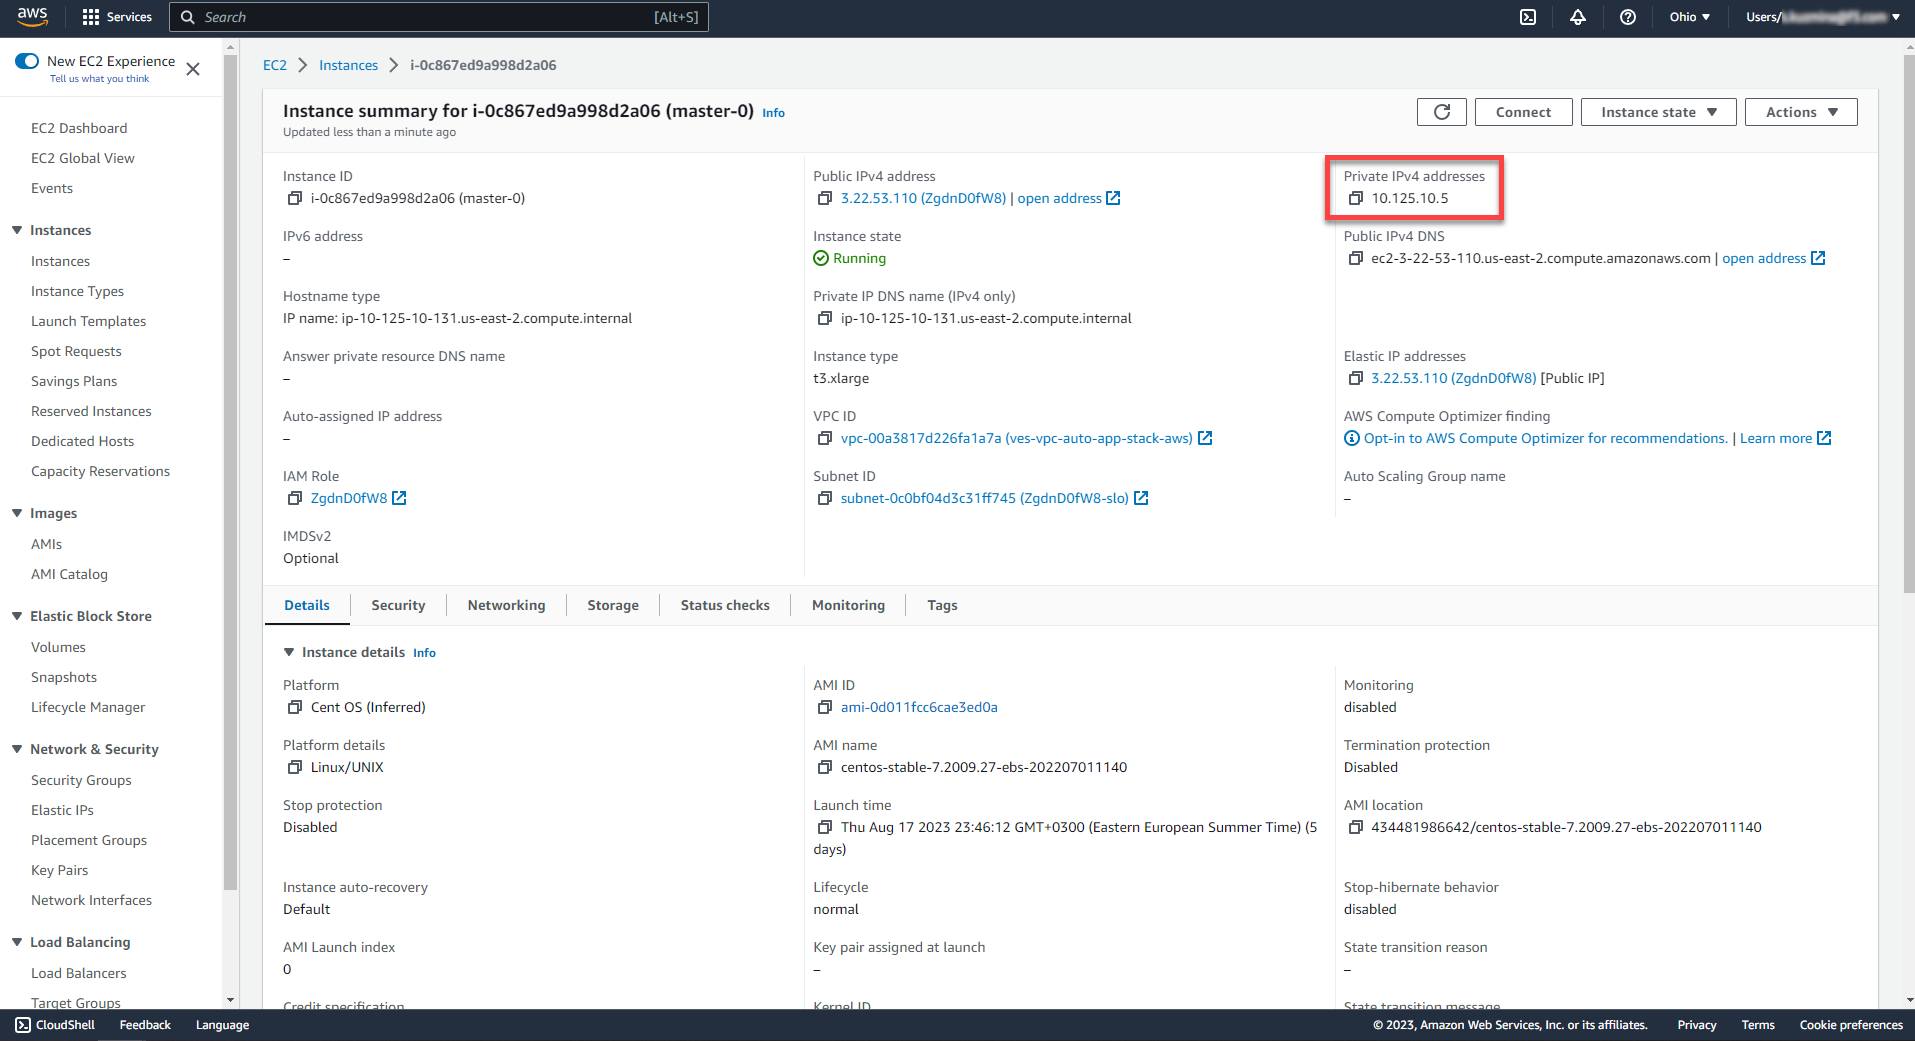 aws
Services
Search
[Alt+S]
Ohio ▼
Users/
New EC2 Experience
Tell us what you think
EC2 Dashboard
EC2 Global View
Events
Instances
Instances
Instance Types
Launch Templates
Spot Requests
Savings Plans
Reserved Instances
Dedicated Hosts
Capacity Reservations
Images
AMIs
AMI Catalog
Elastic Block Store
Volumes
Snapshots
Lifecycle Manager
Network & Security
Security Groups
Elastic IPs
Placement Groups
Key Pairs
Network Interfaces
Load Balancing
Load Balancers
Target Groups
EC2 > Instances > i-0c867ed9a998d2a06
Instance summary for i-0c867ed9a998d2a06 (master-0) Info
Updated less than a minute ago
Connect
Instance state ▼
Actions ▼
Instance ID
i-0c867ed9a998d2a06 (master-0)
Public IPv4 address
3.22.53.110 (ZgdnD0fW8) | open address
Private IPv4 addresses
10.125.10.5
IPv6 address
–
Instance state
Running
Public IPv4 DNS
ec2-3-22-53-110.us-east-2.compute.amazonaws.com | open address
Hostname type
IP name: ip-10-125-10-131.us-east-2.compute.internal
Private IP DNS name (IPv4 only)
ip-10-125-10-131.us-east-2.compute.internal
Answer private resource DNS name
–
Instance type
t3.xlarge
Elastic IP addresses
3.22.53.110 (ZgdnD0fW8) [Public IP]
Auto-assigned IP address
–
VPC ID
vpc-00a3817d226fa1a7a (ves-vpc-auto-app-stack-aws)
AWS Compute Optimizer finding
Opt-in to AWS Compute Optimizer for recommendations. | Learn more
IAM Role
ZgdnD0fW8
Subnet ID
subnet-0c0bf04d3c31ff745 (ZgdnD0fW8-slo)
Auto Scaling Group name
–
IMDSv2
Optional
Details
Security
Networking
Storage
Status checks
Monitoring
Tags
Instance details Info
Platform
Cent OS (Inferred)
AMI ID
ami-0d011fcc6cae3ed0a
Monitoring
disabled
Platform details
Linux/UNIX
AMI name
centos-stable-7.2009.27-ebs-202207011140
Termination protection
Disabled
Stop protection
Disabled
Launch time
Thu Aug 17 2023 23:46:12 GMT+0300 (Eastern European Summer Time) (5
days)
AMI location
434481986642/centos-stable-7.2009.27-ebs-202207011140
Instance auto-recovery
Default
Lifecycle
normal
Stop-hibernate behavior
disabled
AMI Launch index
0
Key pair assigned at launch
–
State transition reason
–
Credit specification
Kernel ID
State transition message
CloudShell
Feedback
Language
© 2023, Amazon Web Services, Inc. or its affiliates.
Privacy
Terms
Cookie preferences